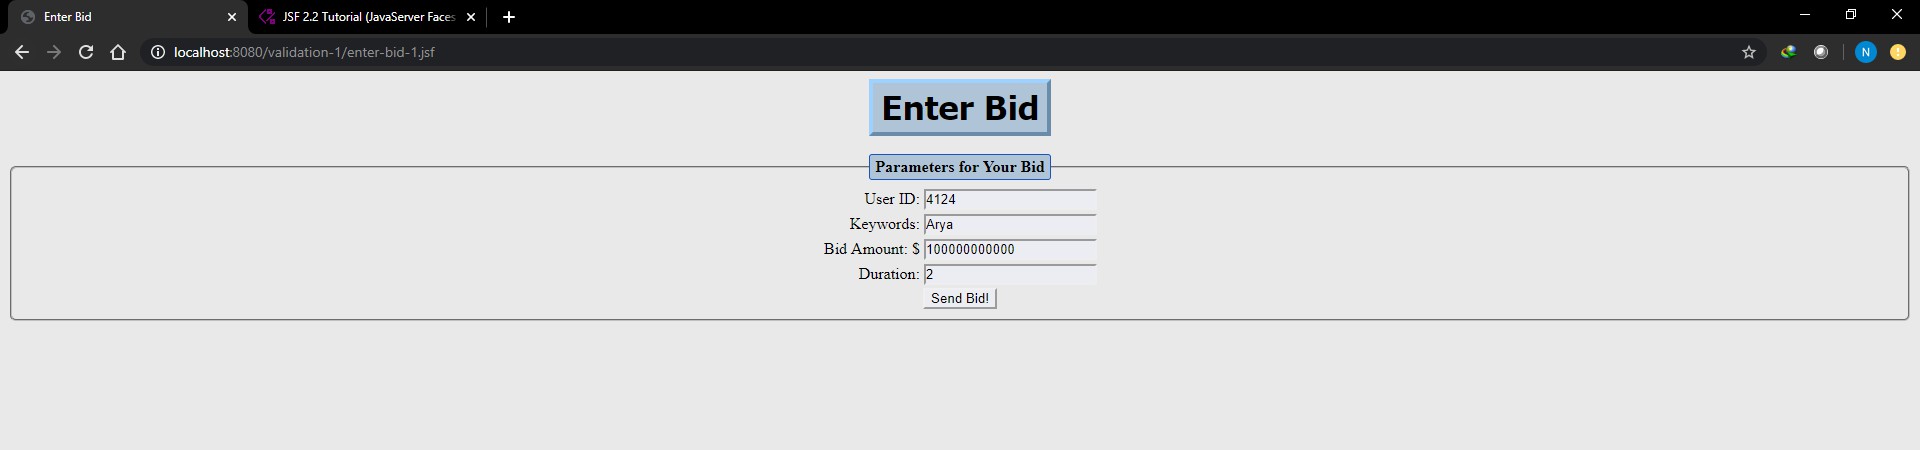 Enter Bid
JSF 2.2 Tutorial (JavaServer Faces
localhost:8080/validation-1/enter-bid-1.jsf
N
Enter Bid
Parameters for Your Bid
User ID: 4124
Keywords: Arya
Bid Amount: $ 100000000000
Duration: 2
Send Bid!